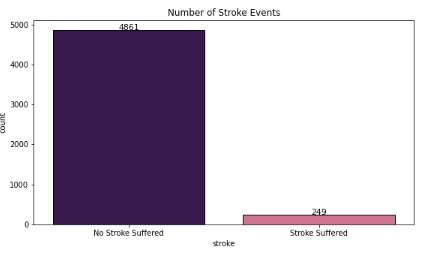 Number of Stroke Events
5000
4000
3000
2000
1000
0
count
4861
249
No Stroke Suffered
Stroke Suffered
stroke